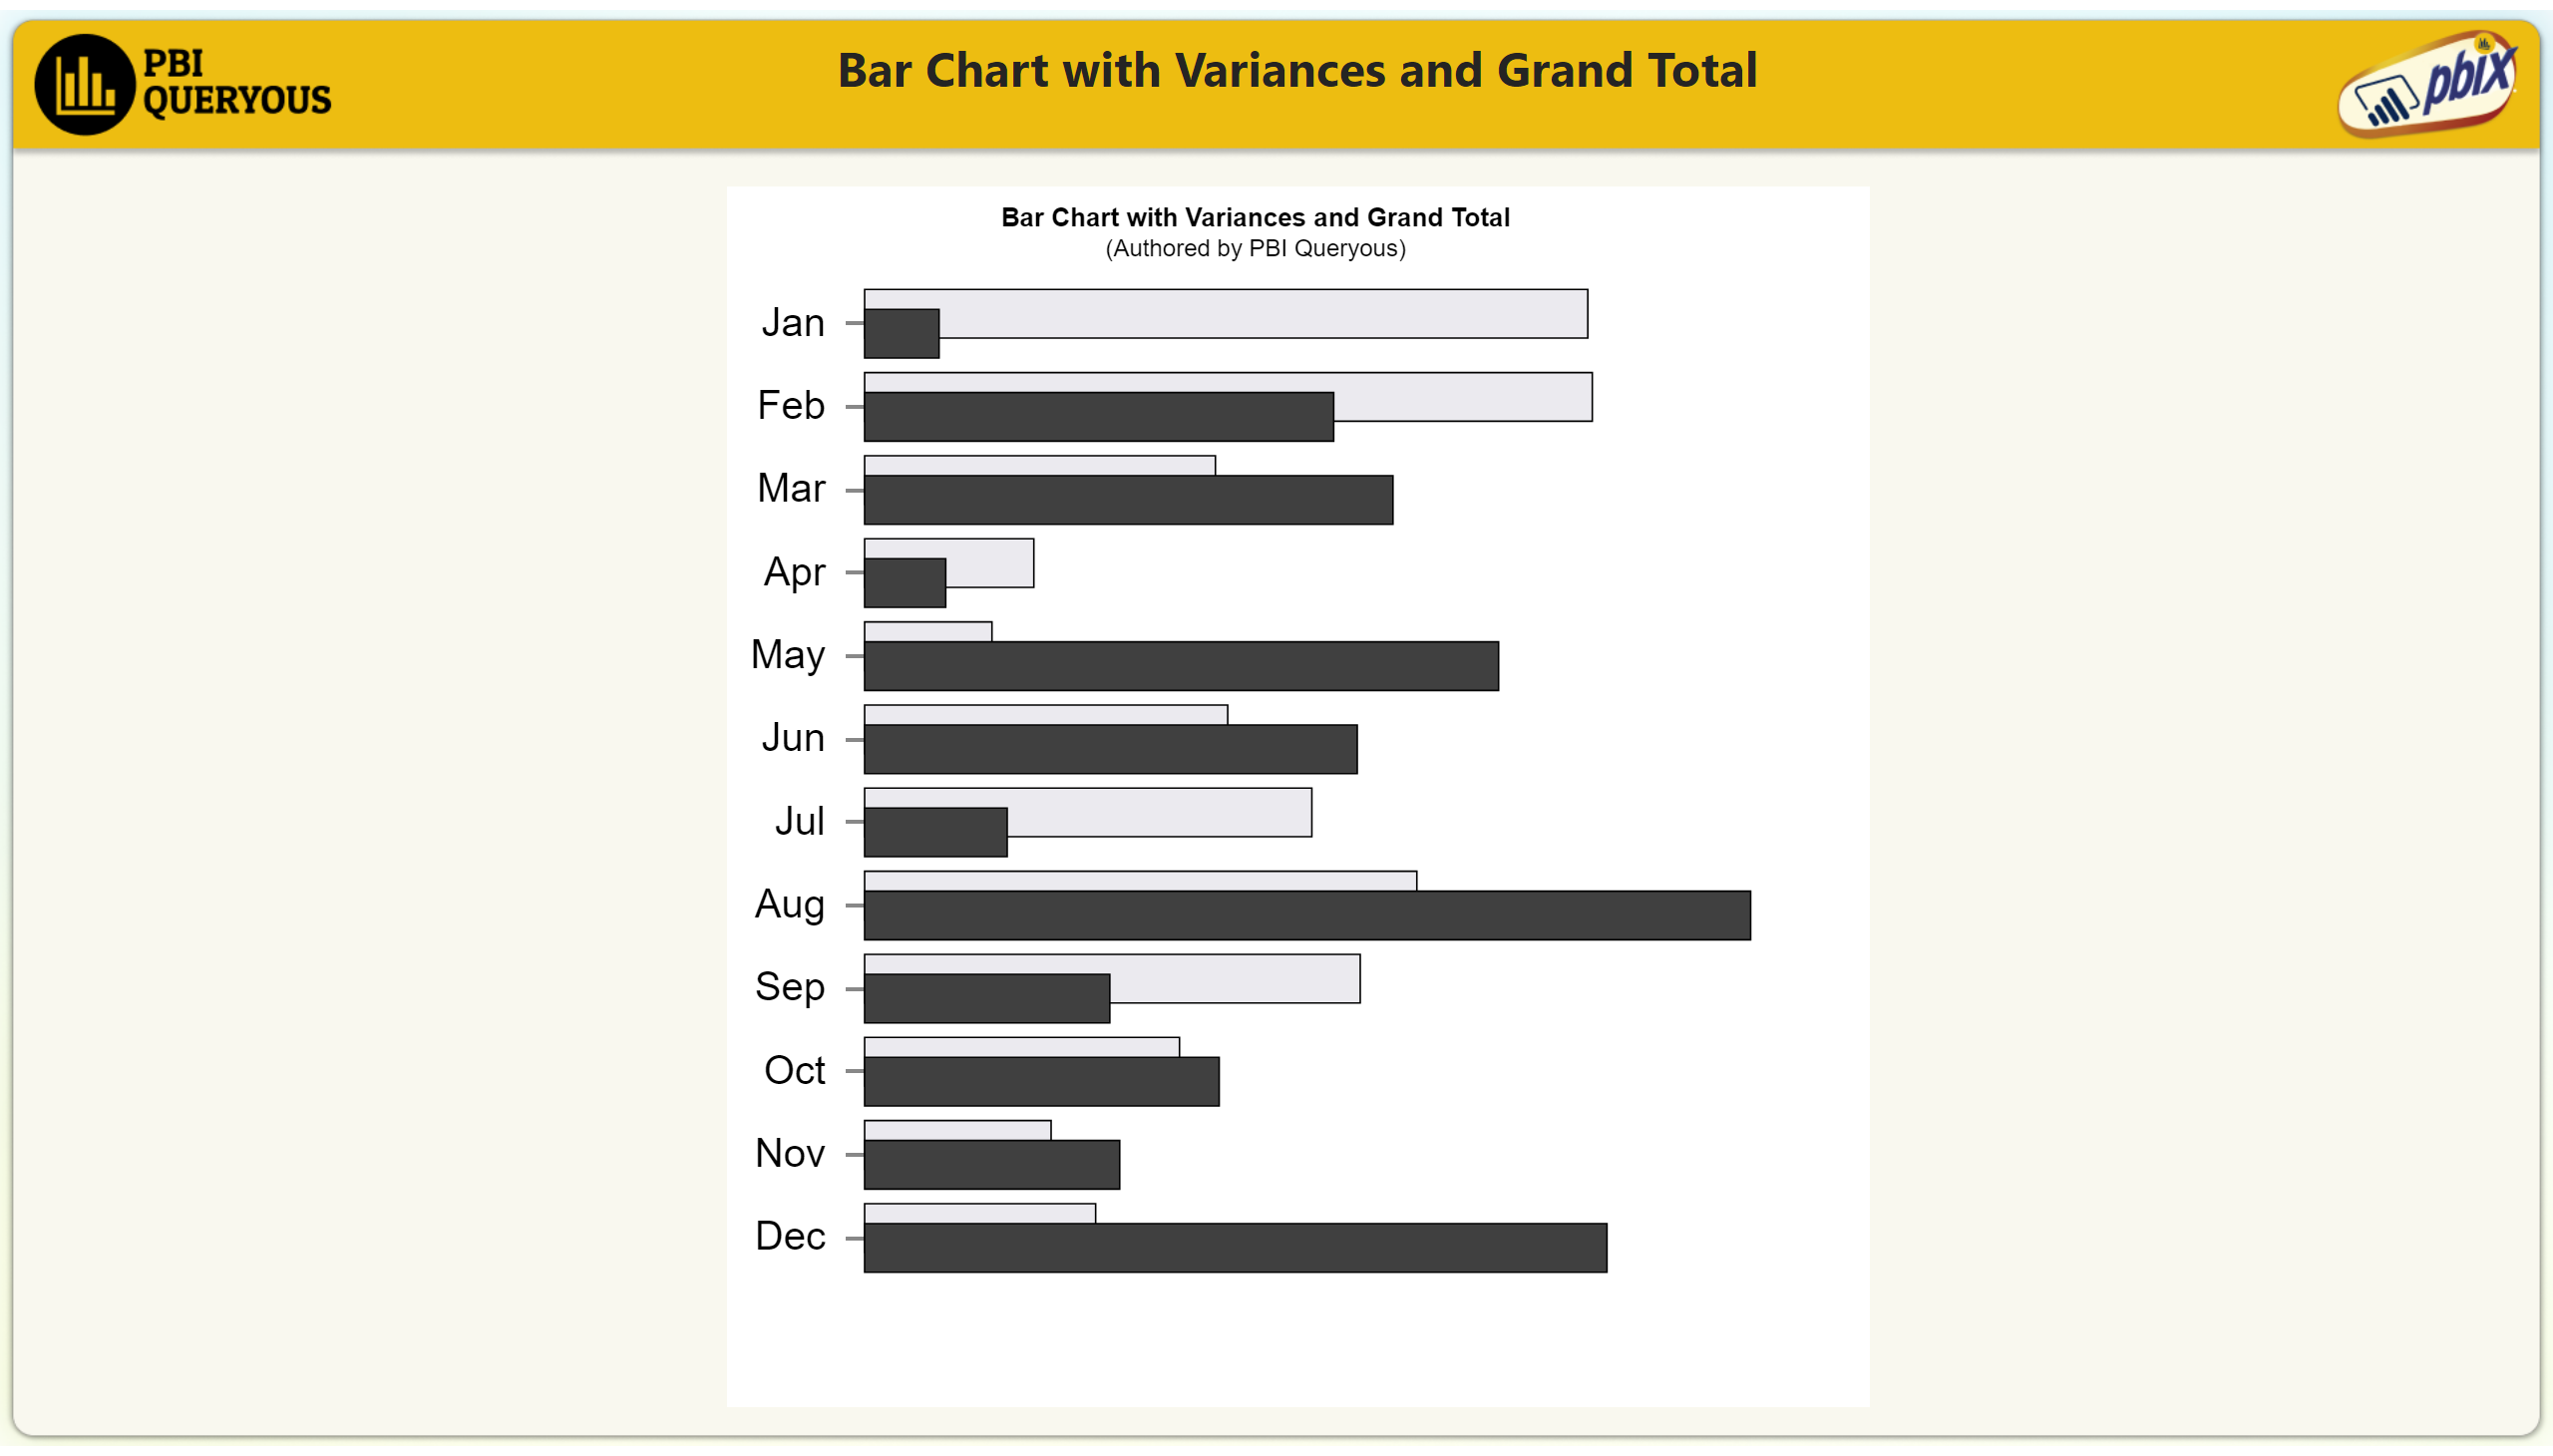 PBI
QUERYOUS
Bar Chart with Variances and Grand Total
pbix
Bar Chart with Variances and Grand Total
(Authored by PBI Queryous)
Jan
Feb
Mar
Apr
May
Jun
Jul
Aug
Sep
Oct
Nov
Dec